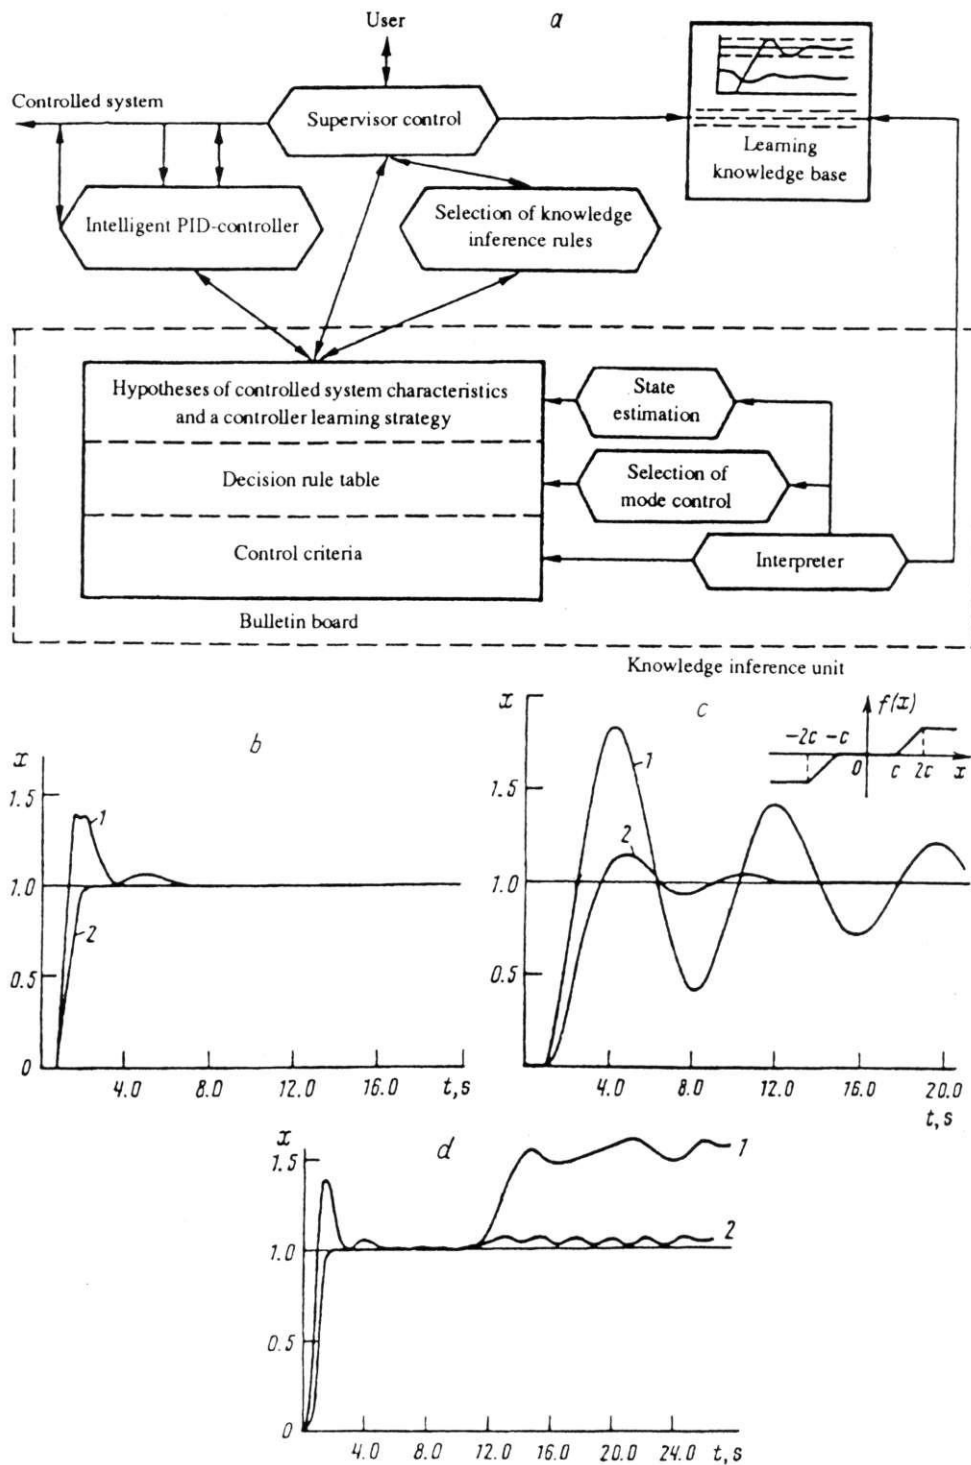 a
User
Controlled system
Supervisor control
Learning
knowledge base
Intelligent PID-controller
Selection of knowledge
inference rules
Hypotheses of controlled system characteristics
and a controller learning strategy
State
estimation
Decision rule table
Selection of
mode control
Control criteria
Interpreter
Bulletin board
Knowledge inference unit
b
x
1.5
1.0
0.5
0
1
2
4.0 8.0 12.0 16.0 t,s
c
x
1.5
1.0
0.5
1
2
f(x)
-2c -c 0 c 2c x
4.0 8.0 12.0 16.0 20.0
t,s
d
x
1.5
1.0
0.5
0
1
2
4.0 8.0 12.0 16.0 20.0 24.0 t,s